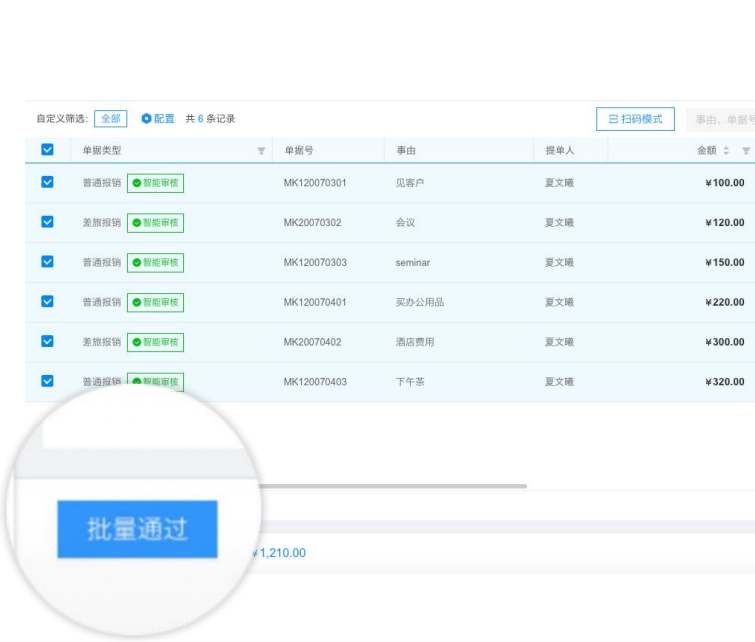 自定义筛选: 全部 配置 共 6 条记录 扫码模式 事由、单据号
单据类型 单据号 事由 提单人 金额
普通报销 智能审核 MK120070301 见客户 夏文曦 ¥100.00
差旅报销 智能审核 MK20070302 会议 夏文曦 ¥120.00
普通报销 智能审核 MK120070303 seminar 夏文曦 ¥150.00
普通报销 智能审核 MK120070401 买办公用品 夏文曦 ¥220.00
差旅报销 智能审核 MK20070402 酒店费用 夏文曦 ¥300.00
普通报销 智能审核 MK120070403 下午茶 夏文曦 ¥320.00
批量通过
¥1,210.00